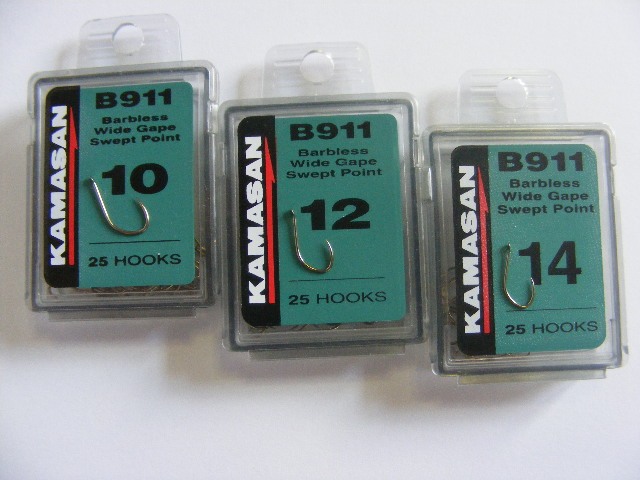 KAMASAN
B911
Barbless
Wide Gape
Swept Point
10
25 HOOKS
KAMASAN
B911
Barbless
Wide Gape
Swept Point
12
25 HOOKS
KAMASAN
B911
Barbless
Wide Gape
Swept Point
14
25 HOOKS